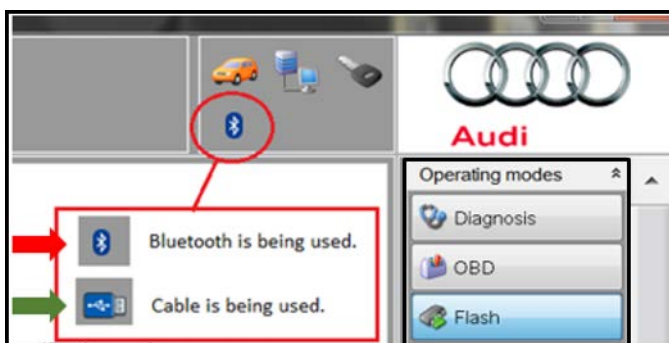 Audi
Operating modes
Diagnosis
OBD
Flash
Bluetooth is being used.
Cable is being used.